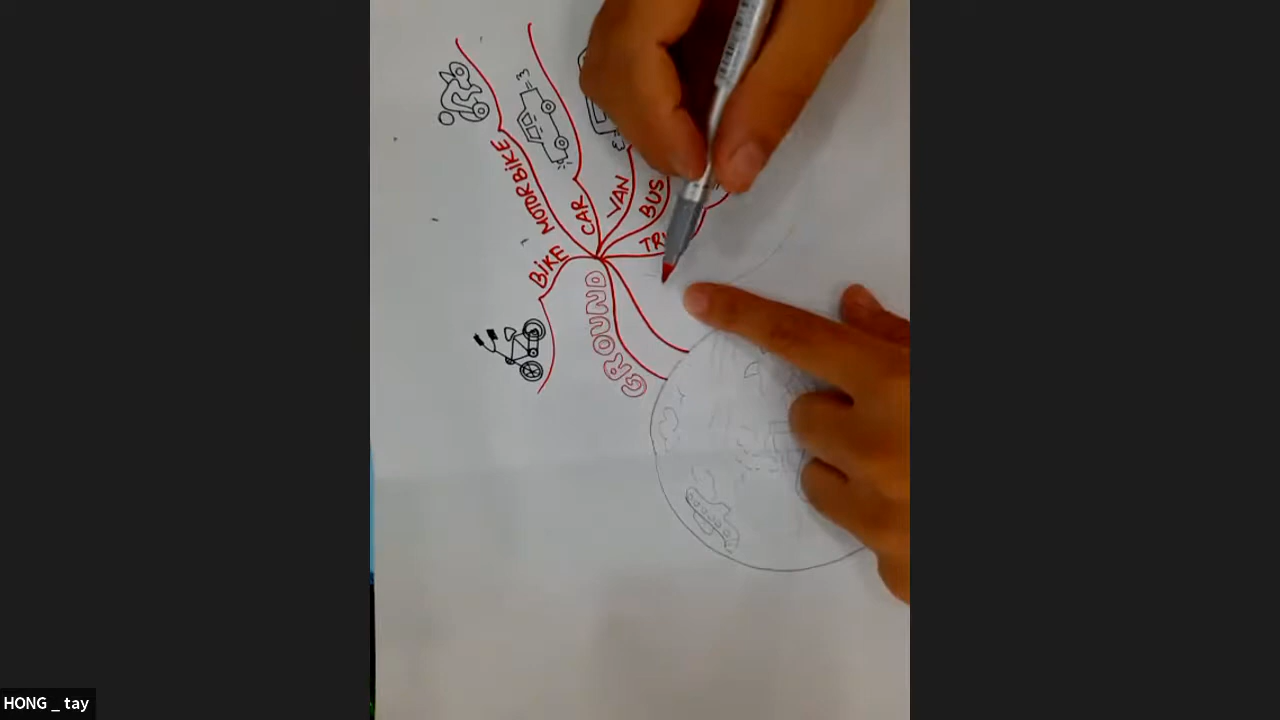 MOTORBIKE
CAR
VAN
BUS
BIKE
GROUND
HONG _ tay